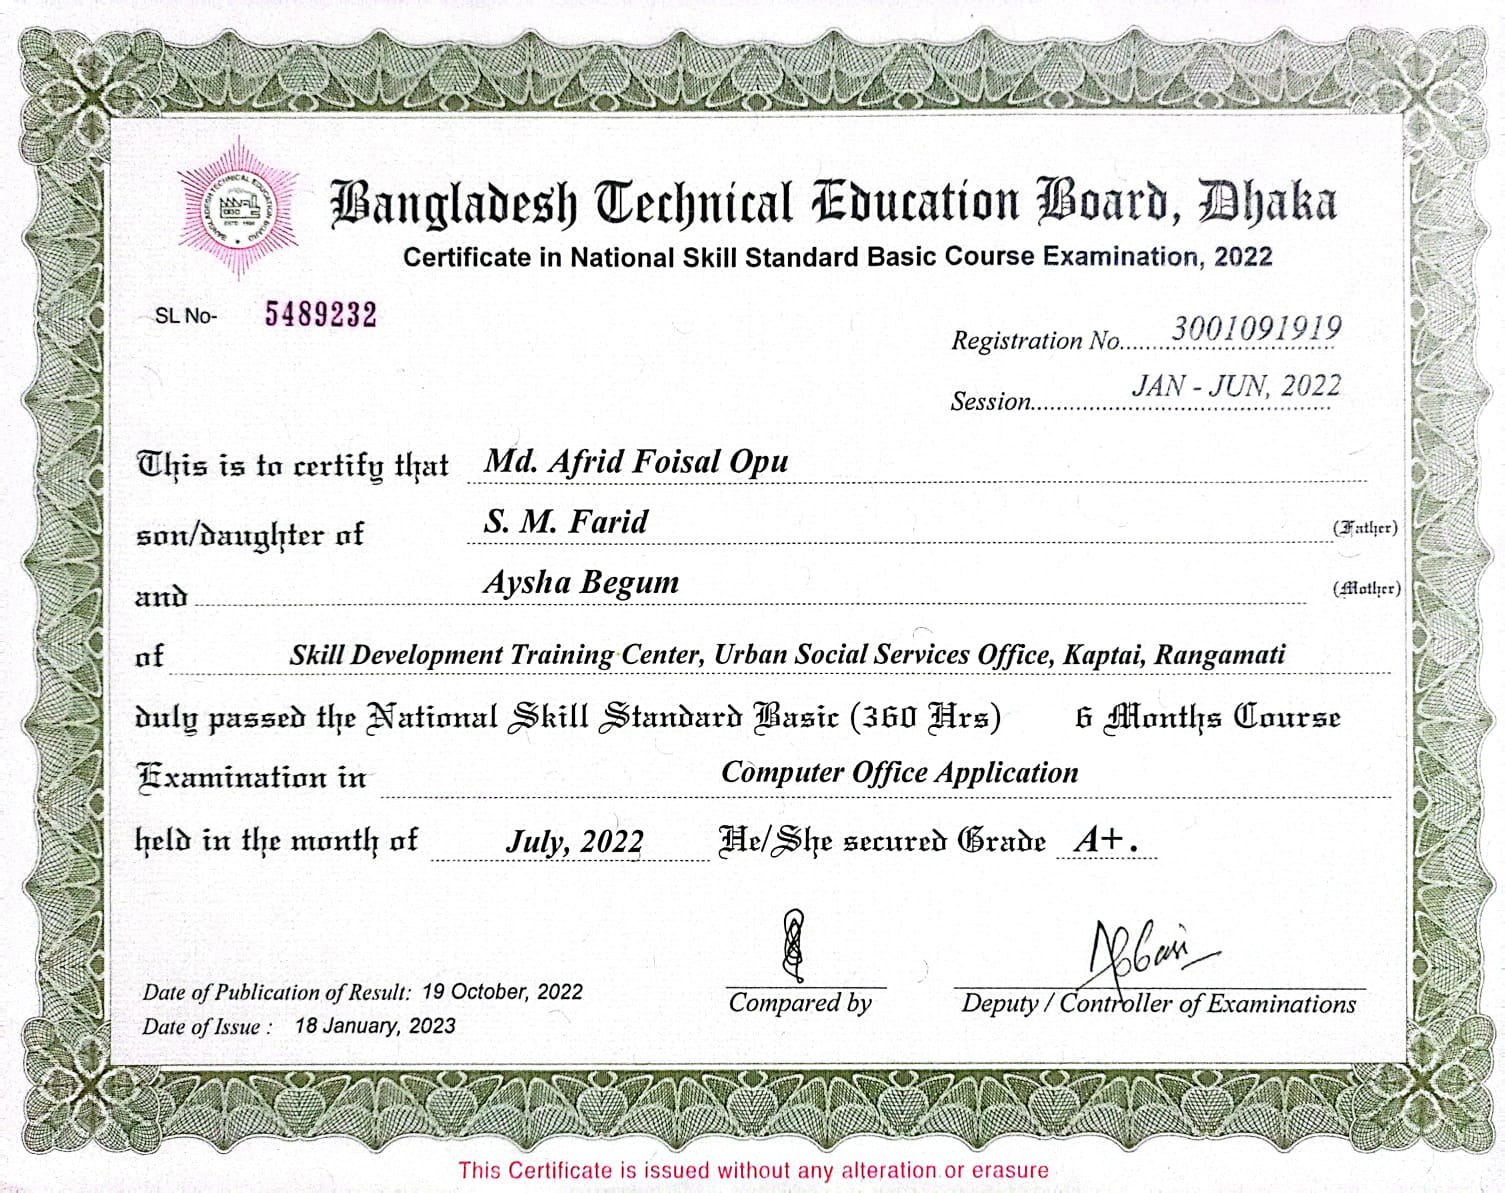 Bangladesh Technical Education Board, Dhaka
Certificate in National Skill Standard Basic Course Examination, 2022
SL No- 5489232
Registration No. 3001091919
Session JAN - JUN, 2022
This is to certify that Md. Afrid Foisal Opu
son/daughter of S. M. Farid (Father)
and Aysha Begum (Mother)
of Skill Development Training Center, Urban Social Services Office, Kaptai, Rangamati
duly passed the National Skill Standard Basic (360 Hrs) 6 Months Course
Examination in Computer Office Application
held in the month of July, 2022 He/She secured Grade A+.
Date of Publication of Result: 19 October, 2022
Date of Issue : 18 January, 2023
Compared by
Deputy / Controller of Examinations
This Certificate is issued without any alteration or erasure